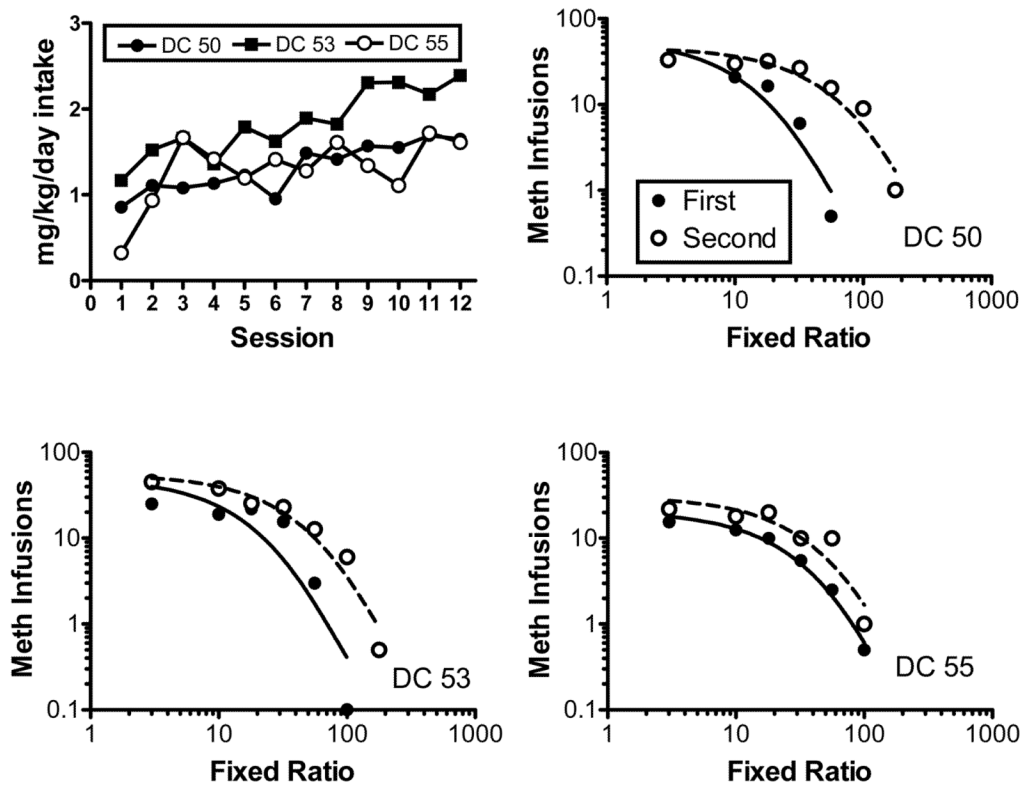 3
2
1
0
mg/kg/day intake
DC 50 DC 53 DC 55
0 1 2 3 4 5 6 7 8 9 10 11 12
Session
100
10
1
0.1
Meth Infusions
First
Second
DC 50
1 10 100 1000
Fixed Ratio
100
10
1
0.1
Meth Infusions
DC 53
1 10 100 1000
Fixed Ratio
100
10
1
0.1
Meth Infusions
DC 55
1 10 100 1000
Fixed Ratio